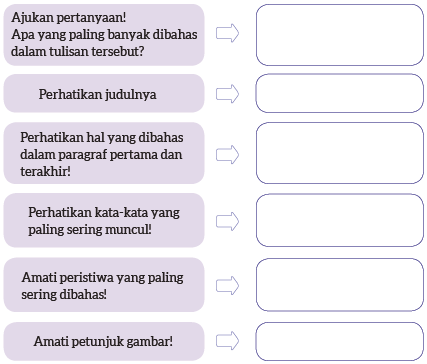 Ajukan pertanyaan!
Apa yang paling banyak dibahas
dalam tulisan tersebut?
Perhatikan judulnya
Perhatikan hal yang dibahas
dalam paragraf pertama dan
terakhir!
Perhatikan kata-kata yang
paling sering muncul!
Amati peristiwa yang paling
sering dibahas!
Amati petunjuk gambar!